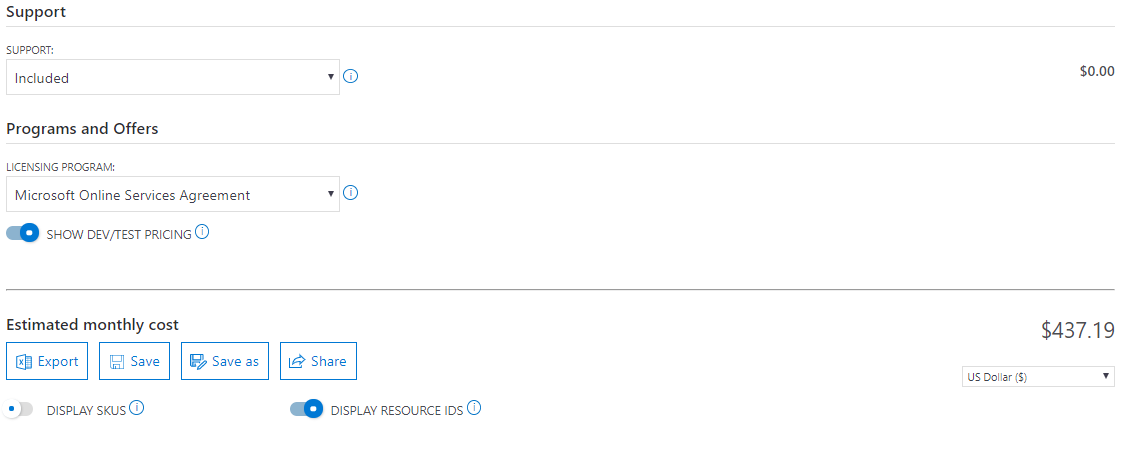 Support
SUPPORT:
Included
$0.00
Programs and Offers
LICENSING PROGRAM:
Microsoft Online Services Agreement
SHOW DEV/TEST PRICING
Estimated monthly cost
$437.19
Export Save Save as Share
US Dollar ($)
DISPLAY SKUS DISPLAY RESOURCE IDS